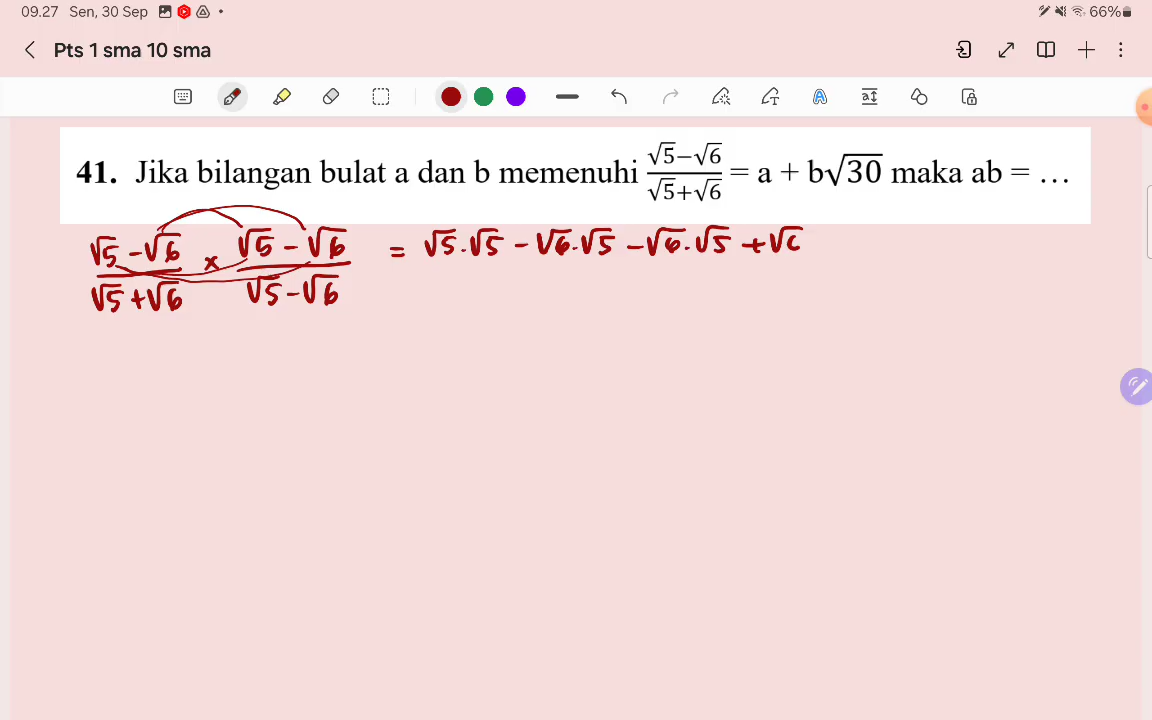 09.27 Sen, 30 Sep 66%
Pts 1 sma 10 sma
41. Jika bilangan bulat a dan b memenuhi (√5−√6)/(√5+√6) = a + b√30 maka ab = …
(√5 − √6)/(√5 + √6) × (√5 − √6)/(√5 − √6) = √5.√5 − √6.√5 − √6.√5 + √6